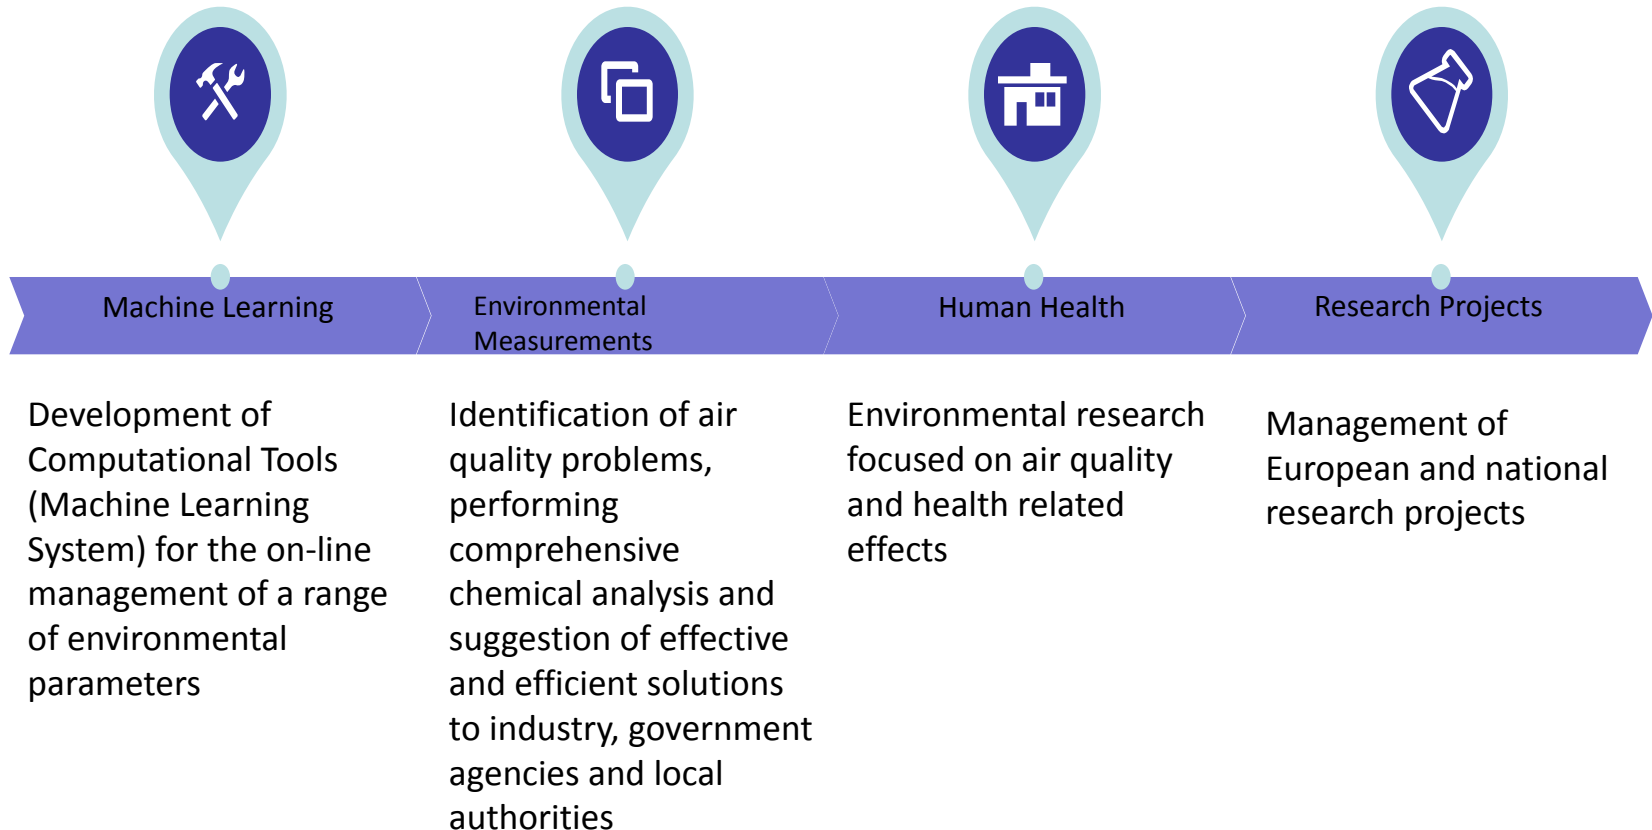 Machine Learning
Environmental
Measurements
Human Health
Research Projects
Development of
Computational Tools
(Machine Learning
System) for the on-line
management of a range
of environmental
parameters
Identification of air
quality problems,
performing
comprehensive
chemical analysis and
suggestion of effective
and efficient solutions
to industry, government
agencies and local
authorities
Environmental research
focused on air quality
and health related
effects
Management of
European and national
research projects